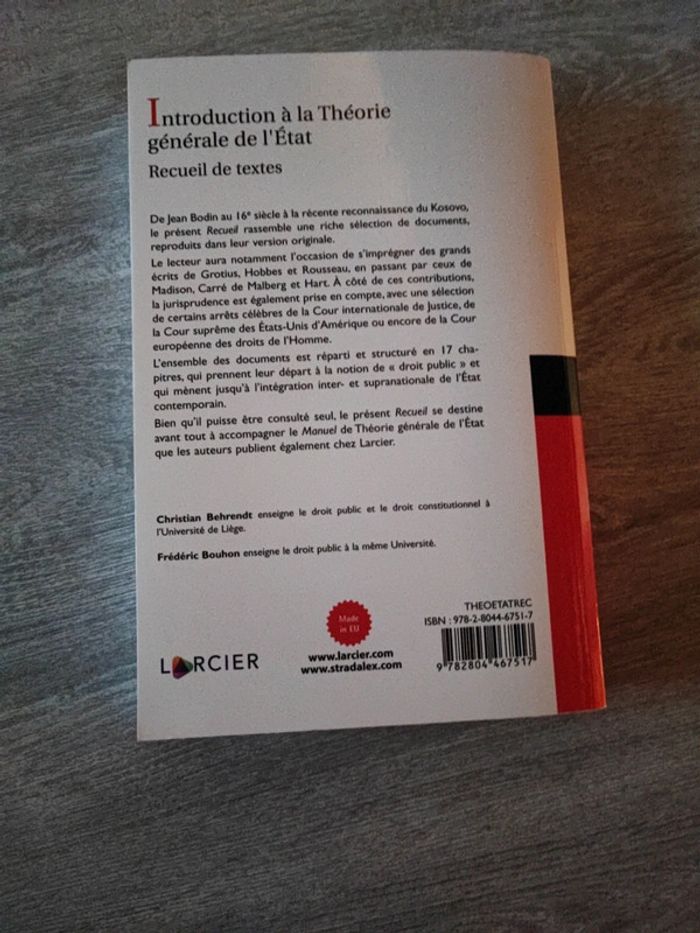 Introduction à la Théorie
générale de l'État
Recueil de textes
De Jean Bodin au 16e siècle à la récente reconnaissance du Kosovo,
le présent Recueil rassemble une riche sélection de documents,
reproduits dans leur version originale.
Le lecteur aura notamment l'occasion de s'imprégner des grands
écrits de Grotius, Hobbes et Rousseau, en passant par ceux de
Madison, Carré de Malberg et Hart. À côté de ces contributions,
la jurisprudence est également prise en compte, avec une sélection
de certains arrêts célèbres de la Cour internationale de Justice, de
la Cour suprême des États-Unis d'Amérique ou encore de la Cour
européenne des droits de l'Homme.
L'ensemble des documents est réparti et structuré en 17 cha-
pitres, qui prennent leur départ à la notion de « droit public » et
qui mènent jusqu'à l'intégration inter- et supranationale de l'État
contemporain.
Bien qu'il puisse être consulté seul, le présent Recueil se destine
avant tout à accompagner le Manuel de Théorie générale de l'État
que les auteurs publient également chez Larcier.
Christian Behrendt enseigne le droit public et le droit constitutionnel à
l'Université de Liège.
Frédéric Bouhon enseigne le droit public à la même Université.
Made
in EU
LARCIER
www.larcier.com
www.stradalex.com
THEOETATREC
ISBN : 978-2-8044-6751-7
9 782804 467517